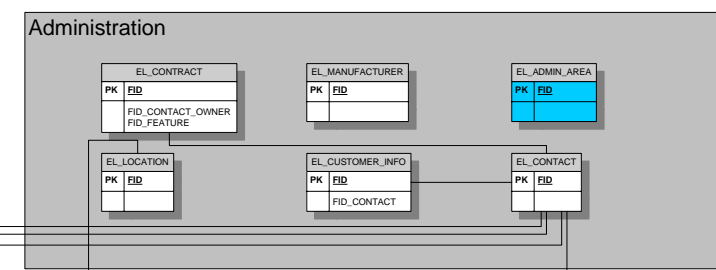 Administration
EL_CONTRACT
PK FID
FID_CONTACT_OWNER
FID_FEATURE
EL_MANUFACTURER
PK FID
EL_ADMIN_AREA
PK FID
EL_LOCATION
PK FID
EL_CUSTOMER_INFO
PK FID
FID_CONTACT
EL_CONTACT
PK FID